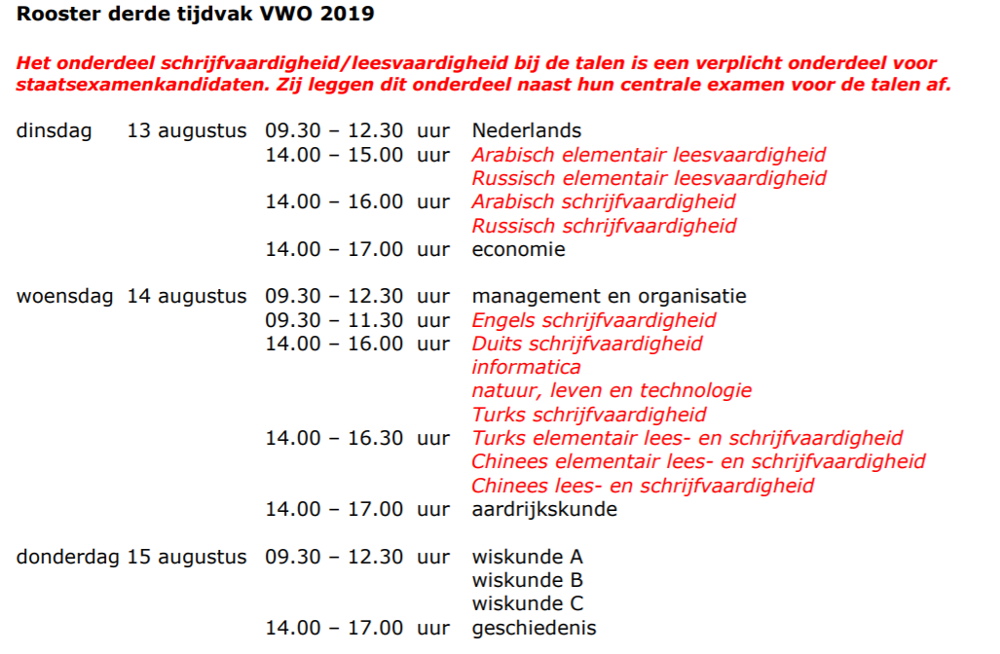 Rooster derde tijdvak VWO 2019
Het onderdeel schrijfvaardigheid/leesvaardigheid bij de talen is een verplicht onderdeel voor
staatsexamenkandidaten. Zij leggen dit onderdeel naast hun centrale examen voor de talen af.
dinsdag 13 augustus 09.30 – 12.30 uur Nederlands
14.00 – 15.00 uur Arabisch elementair leesvaardigheid
Russisch elementair leesvaardigheid
14.00 – 16.00 uur Arabisch schrijfvaardigheid
Russisch schrijfvaardigheid
14.00 – 17.00 uur economie
woensdag 14 augustus 09.30 – 12.30 uur management en organisatie
09.30 – 11.30 uur Engels schrijfvaardigheid
14.00 – 16.00 uur Duits schrijfvaardigheid
informatica
natuur, leven en technologie
Turks schrijfvaardigheid
14.00 – 16.30 uur Turks elementair lees- en schrijfvaardigheid
Chinees elementair lees- en schrijfvaardigheid
Chinees lees- en schrijfvaardigheid
14.00 – 17.00 uur aardrijkskunde
donderdag 15 augustus 09.30 – 12.30 uur wiskunde A
wiskunde B
wiskunde C
14.00 – 17.00 uur geschiedenis